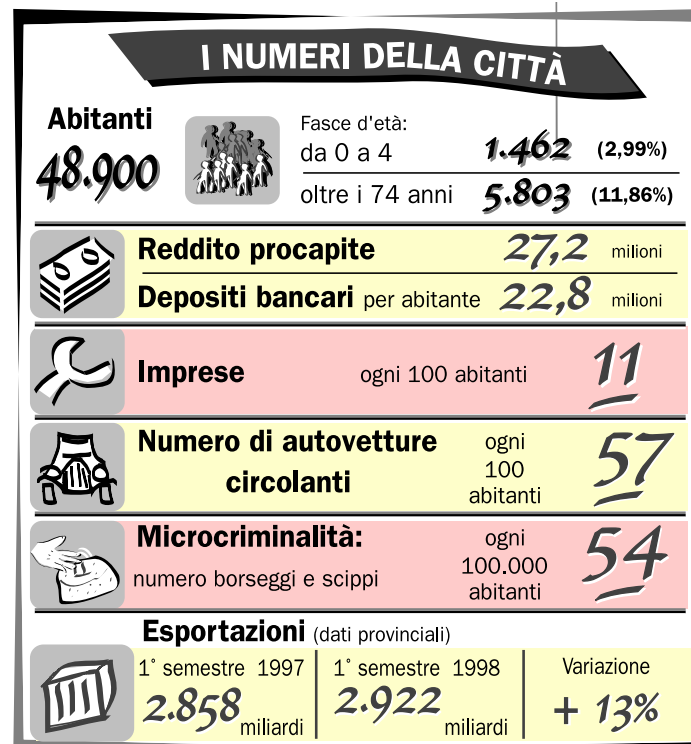 I NUMERI DELLA CITTÀ
Abitanti
48.900
Fasce d'età:
da 0 a 4 1.462 (2,99%)
oltre i 74 anni 5.803 (11,86%)
Reddito procapite 27,2 milioni
Depositi bancari per abitante 22,8 milioni
Imprese ogni 100 abitanti 11
Numero di autovetture
circolanti
ogni
100
abitanti
57
Microcriminalità:
numero borseggi e scippi
ogni
100.000
abitanti
54
Esportazioni (dati provinciali)
1° semestre 1997
2.858 miliardi
1° semestre 1998
2.922 miliardi
Variazione
+ 13%